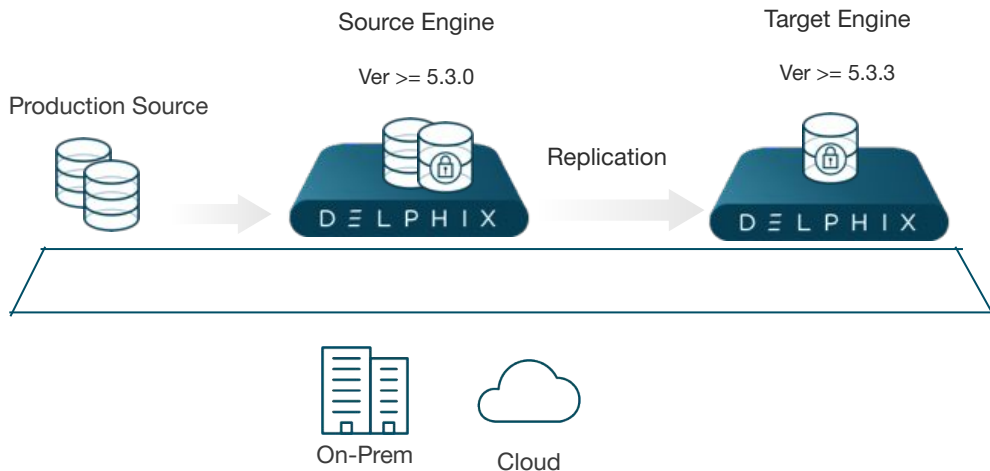 Source Engine
Target Engine
Ver >= 5.3.0
Ver >= 5.3.3
Production Source
Replication
DELPHIX
DELPHIX
On-Prem
Cloud